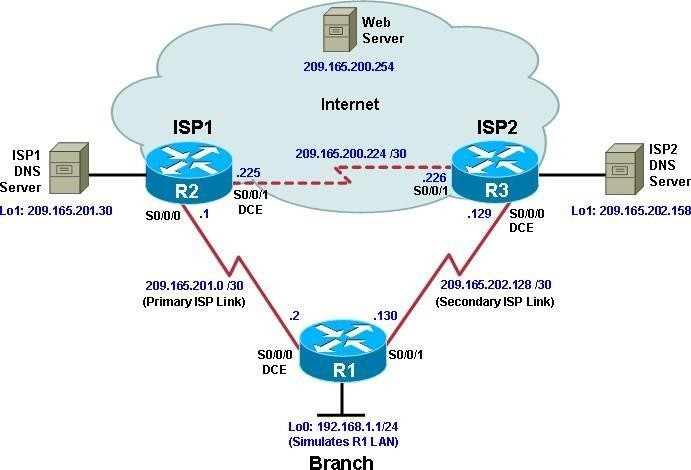 Web
Server
209.165.200.254
Internet
ISP1
ISP2
ISP1
DNS
Server
209.165.200.224 /30
ISP2
DNS
Server
R2
.225
.226
R3
S0/0/1
DCE
S0/0/1
Lo1: 209.165.201.30
S0/0/0
.1
.129
S0/0/0
DCE
Lo1: 209.165.202.158
209.165.201.0 /30
(Primary ISP Link)
209.165.202.128 /30
(Secondary ISP Link)
.2
.130
S0/0/0
DCE
S0/0/1
R1
Lo0: 192.168.1.1/24
(Simulates R1 LAN)
Branch